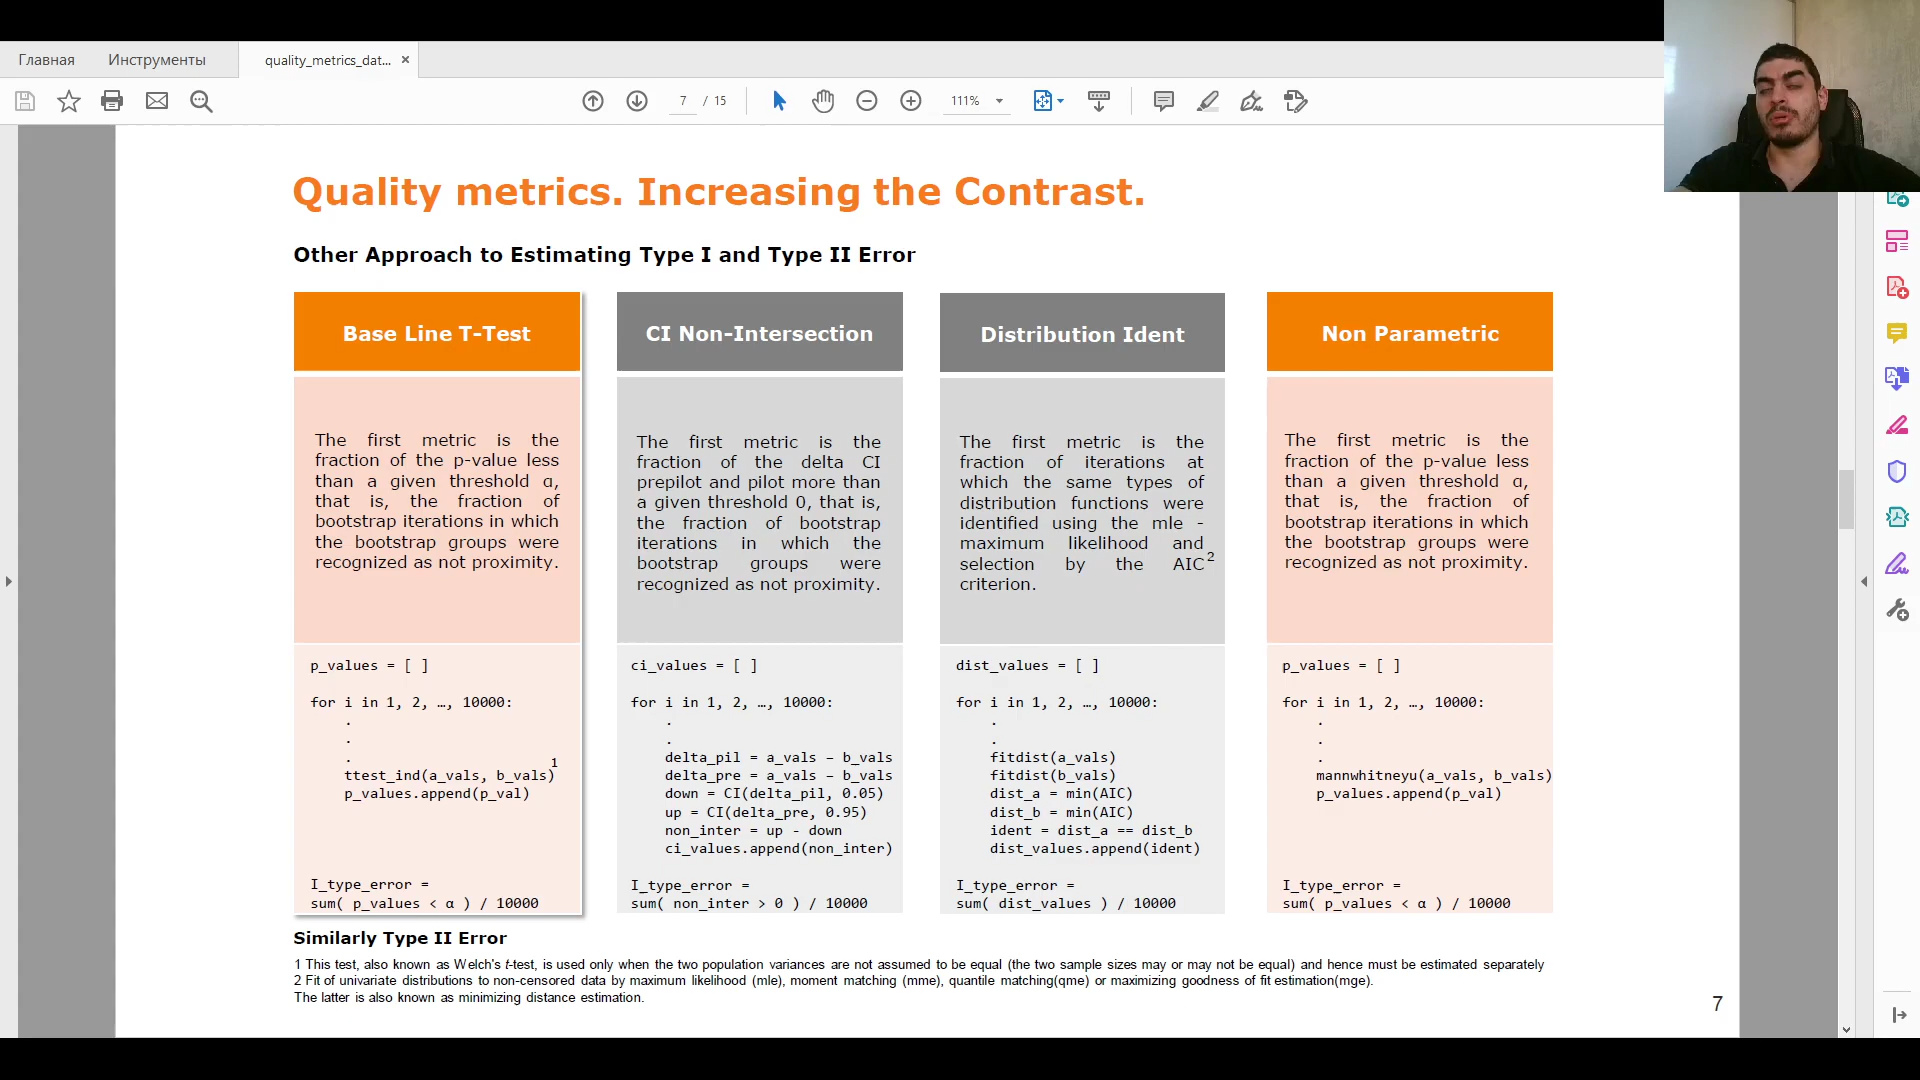 Главная
Инструменты
quality_metrics_dat...
7 / 15
111%
Quality metrics. Increasing the Contrast.
Other Approach to Estimating Type I and Type II Error
Base Line T-Test
The first metric is the
fraction of the p-value less
than a given threshold α,
that is, the fraction of
bootstrap iterations in which
the bootstrap groups were
recognized as not proximity.
p_values = [ ]
for i in 1, 2, …, 10000:
.
.
.
ttest_ind(a_vals, b_vals)1
p_values.append(p_val)
I_type_error =
sum( p_values < α ) / 10000
CI Non-Intersection
The first metric is the
fraction of the delta CI
prepilot and pilot more than
a given threshold 0, that is,
the fraction of bootstrap
iterations in which the
bootstrap groups were
recognized as not proximity.
ci_values = [ ]
for i in 1, 2, …, 10000:
.
.
delta_pil = a_vals – b_vals
delta_pre = a_vals – b_vals
down = CI(delta_pil, 0.05)
up = CI(delta_pre, 0.95)
non_inter = up - down
ci_values.append(non_inter)
I_type_error =
sum( non_inter > 0 ) / 10000
Distribution Ident
The first metric is the
fraction of iterations at
which the same types of
distribution functions were
identified using the mle -
maximum likelihood and
selection by the AIC2
criterion.
dist_values = [ ]
for i in 1, 2, …, 10000:
.
.
fitdist(a_vals)
fitdist(b_vals)
dist_a = min(AIC)
dist_b = min(AIC)
ident = dist_a == dist_b
dist_values.append(ident)
I_type_error =
sum( dist_values ) / 10000
Non Parametric
The first metric is the
fraction of the p-value less
than a given threshold α,
that is, the fraction of
bootstrap iterations in which
the bootstrap groups were
recognized as not proximity.
p_values = [ ]
for i in 1, 2, …, 10000:
.
.
.
mannwhitneyu(a_vals, b_vals)
p_values.append(p_val)
I_type_error =
sum( p_values < α ) / 10000
Similarly Type II Error
1 This test, also known as Welch's t-test, is used only when the two population variances are not assumed to be equal (the two sample sizes may or may not be equal) and hence must be estimated separately
2 Fit of univariate distributions to non-censored data by maximum likelihood (mle), moment matching (mme), quantile matching(qme) or maximizing goodness of fit estimation(mge).
The latter is also known as minimizing distance estimation.
7